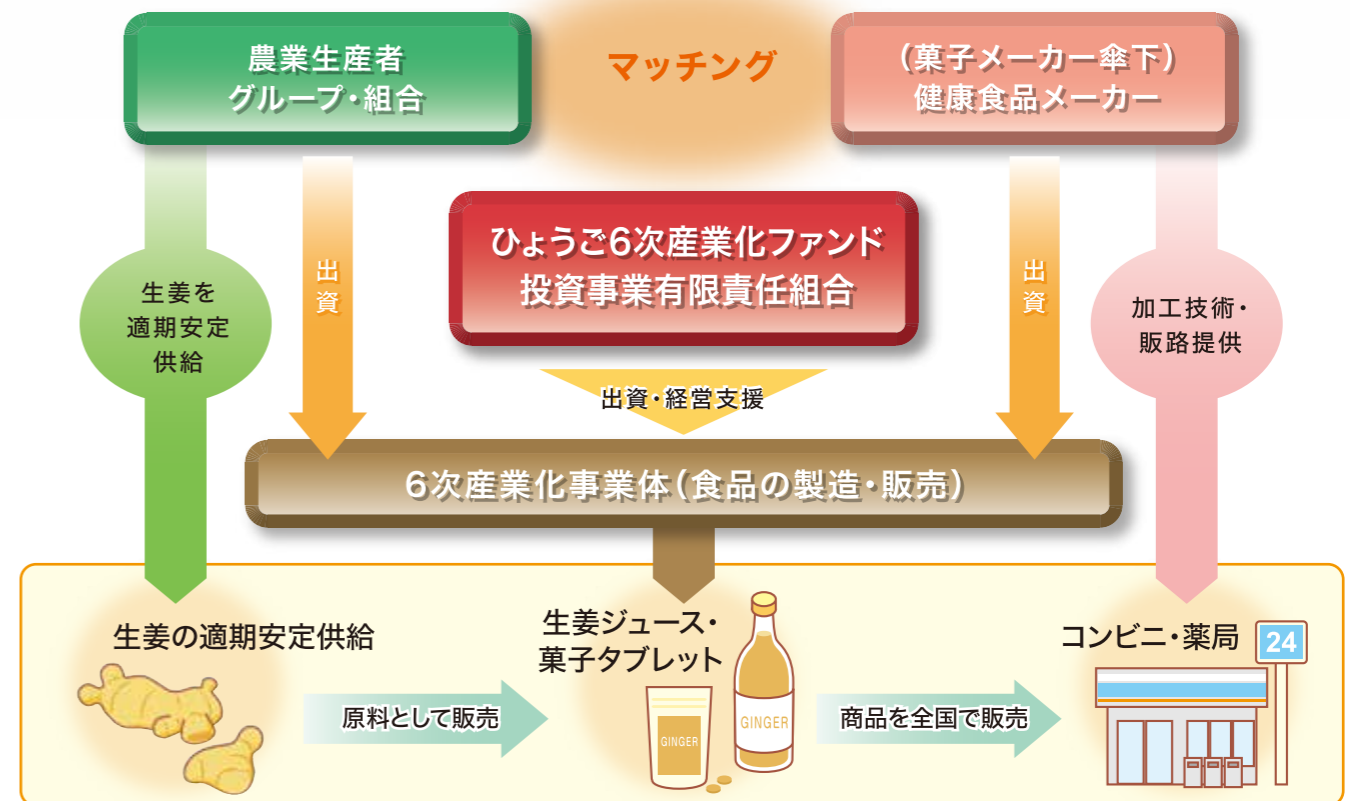 農業生産者
グループ・組合
マッチング
(菓子メーカー傘下)
健康食品メーカー
ひょうご6次産業化ファンド
投資事業有限責任組合
生姜を
適期安定
供給
出資
出資
加工技術・
販路提供
出資・経営支援
6次産業化事業体(食品の製造・販売)
生姜の適期安定供給
生姜ジュース・
菓子タブレット
コンビニ・薬局
24
原料として販売
GINGER
GINGER
商品を全国で販売